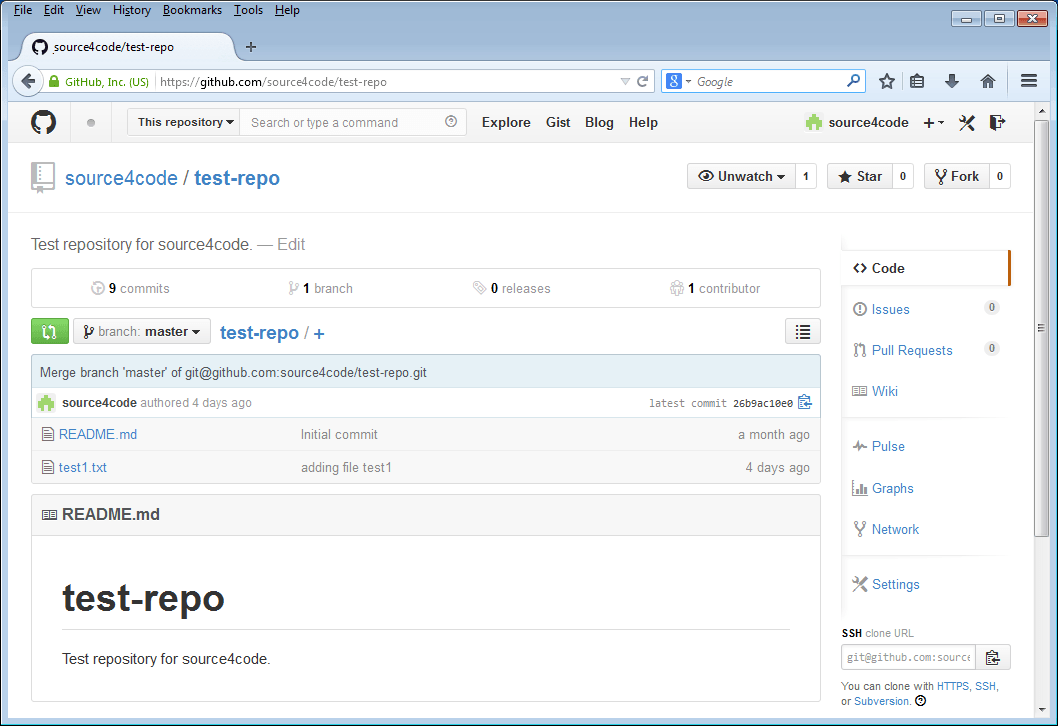 File Edit View History Bookmarks Tools Help
source4code/test-repo
GitHub, Inc. (US) https://github.com/source4code/test-repo Google
This repository Search or type a command Explore Gist Blog Help source4code
source4code / test-repo Unwatch 1 Star 0 Fork 0
Test repository for source4code. — Edit
9 commits 1 branch 0 releases 1 contributor
branch: master test-repo / +
Merge branch 'master' of git@github.com:source4code/test-repo.git
source4code authored 4 days ago latest commit 26b9ac10e0
README.md Initial commit a month ago
test1.txt adding file test1 4 days ago
README.md
test-repo
Test repository for source4code.
Code
Issues 0
Pull Requests 0
Wiki
Pulse
Graphs
Network
Settings
SSH clone URL
git@github.com:source
You can clone with HTTPS, SSH,
or Subversion.